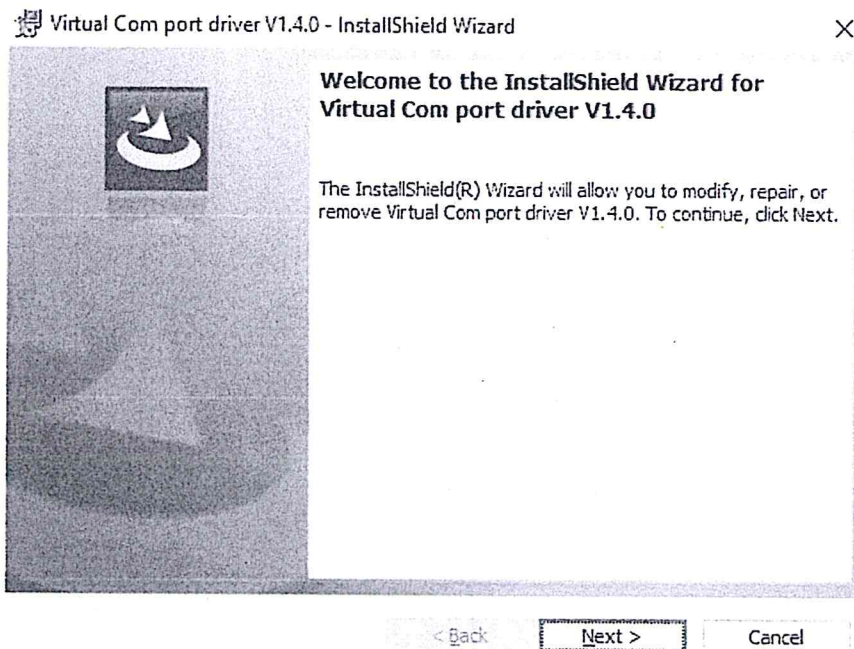 Virtual Com port driver V1.4.0 - InstallShield Wizard
Welcome to the InstallShield Wizard for
Virtual Com port driver V1.4.0
The InstallShield(R) Wizard will allow you to modify, repair, or
remove Virtual Com port driver V1.4.0. To continue, click Next.
< Back
Next >
Cancel